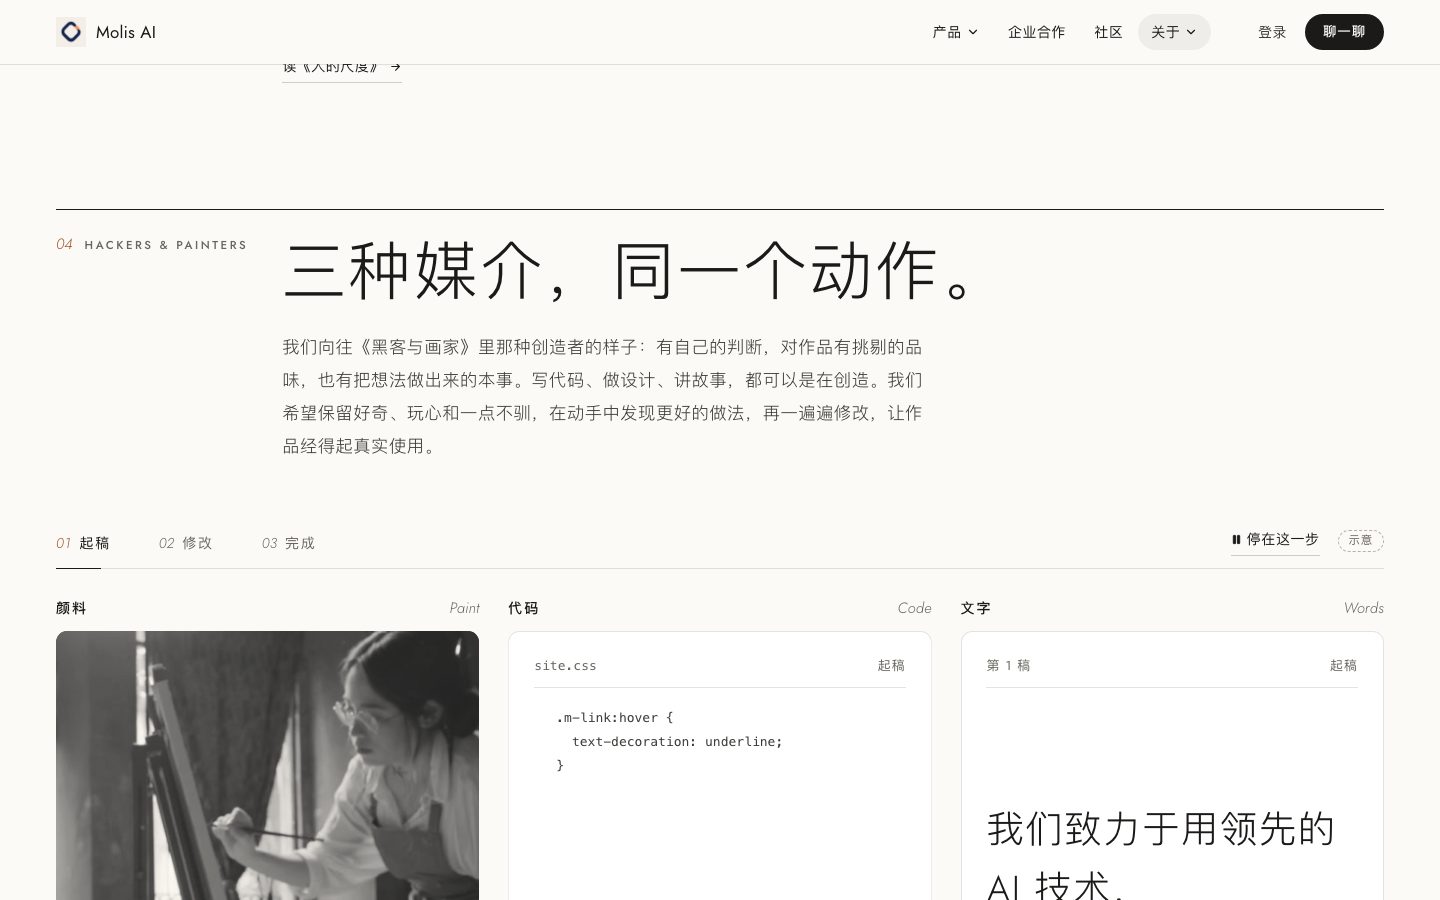 Molis AI
产品
企业合作
社区
关于
登录
聊一聊
读《人的尺度》 →
04 HACKERS & PAINTERS
三种媒介，同一个动作。
我们向往《黑客与画家》里那种创造者的样子：有自己的判断，对作品有挑剔的品
味，也有把想法做出来的本事。写代码、做设计、讲故事，都可以是在创造。我们
希望保留好奇、玩心和一点不驯，在动手中发现更好的做法，再一遍遍修改，让作
品经得起真实使用。
01 起稿
02 修改
03 完成
停在这一步
示意
颜料
Paint
代码
Code
文字
Words
site.css
起稿
.m-link:hover {
text-decoration: underline;
}
第 1 稿
起稿
我们致力于用领先的
AI 技术，